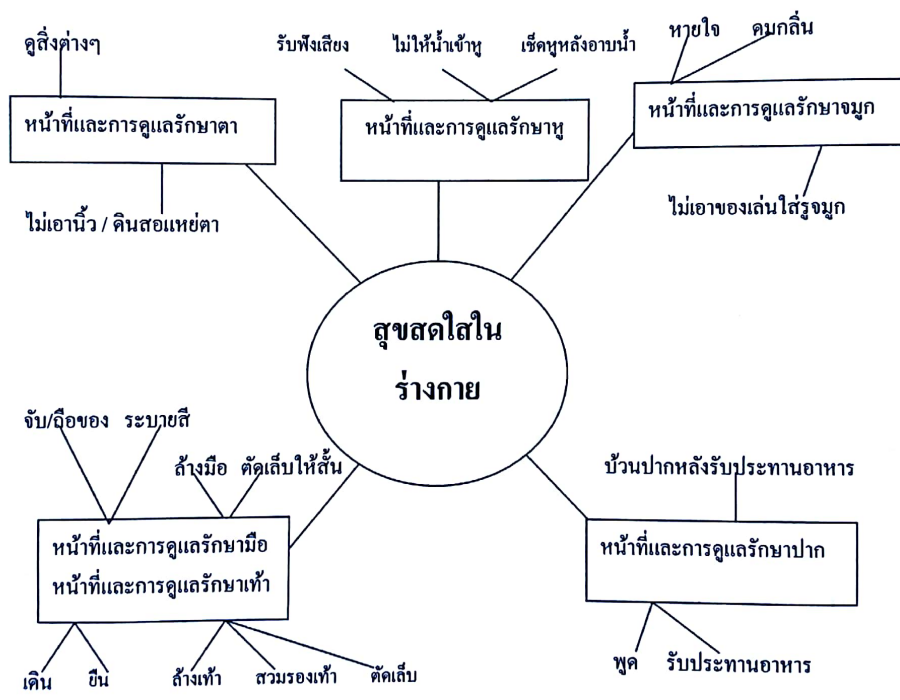 ดูสิ่งต่างๆ
รับฟังเสียง
ไม่ให้น้ำเข้าหู
เช็ดหูหลังอาบน้ำ
หายใจ
ดมกลิ่น
หน้าที่และการดูแลรักษาตา
หน้าที่และการดูแลรักษาหู
หน้าที่และการดูแลรักษาจมูก
ไม่เอานิ้ว / ดินสอแหย่ตา
ไม่เอาของเล่นใส่รูจมูก
สุขสดใสใน
ร่างกาย
จับ/ถือของ
ระบายสี
ล้างมือ
ตัดเล็บให้สั้น
บ้วนปากหลังรับประทานอาหาร
หน้าที่และการดูแลรักษามือ
หน้าที่และการดูแลรักษาเท้า
หน้าที่และการดูแลรักษาปาก
เดิน
ยืน
ล้างเท้า
สวมรองเท้า
ตัดเล็บ
พูด
รับประทานอาหาร